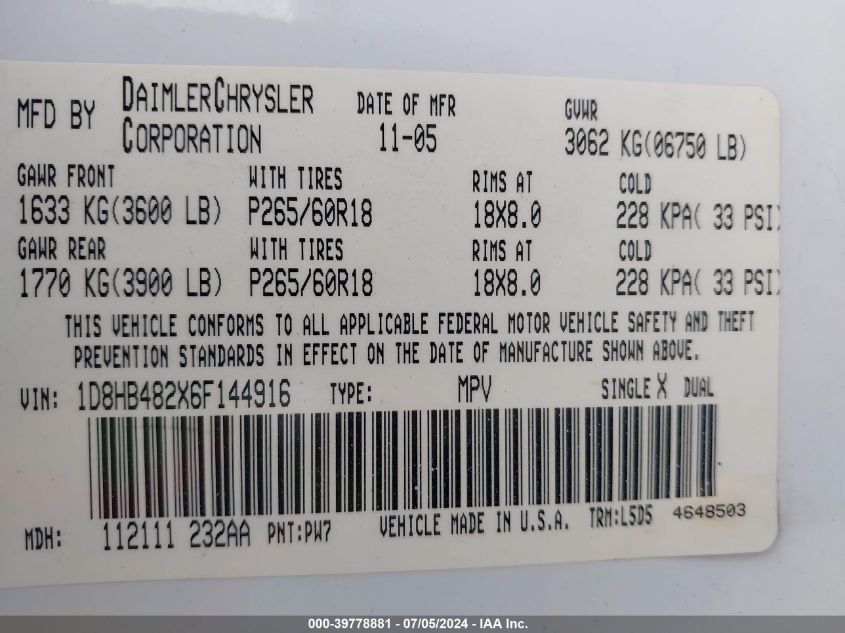 MFD BY DAIMLERCHRYSLER CORPORATION DATE OF MFR 11-05 GVWR 3062 KG(06750 LB)
GAWR FRONT WITH TIRES RIMS AT COLD
1633 KG(3600 LB) P265/60R18 18X8.0 228 KPA( 33 PSI)
GAWR REAR WITH TIRES RIMS AT COLD
1770 KG(3900 LB) P265/60R18 18X8.0 228 KPA( 33 PSI)
THIS VEHICLE CONFORMS TO ALL APPLICABLE FEDERAL MOTOR VEHICLE SAFETY AND THEFT
PREVENTION STANDARDS IN EFFECT ON THE DATE OF MANUFACTURE SHOWN ABOVE.
VIN: 1D8HB482X6F144916 TYPE: MPV SINGLE X DUAL
MDH: 112111 232AA PNT:PW7 VEHICLE MADE IN U.S.A. TRM:L5D5 4648503
000-39778881 - 07/05/2024 - IAA Inc.